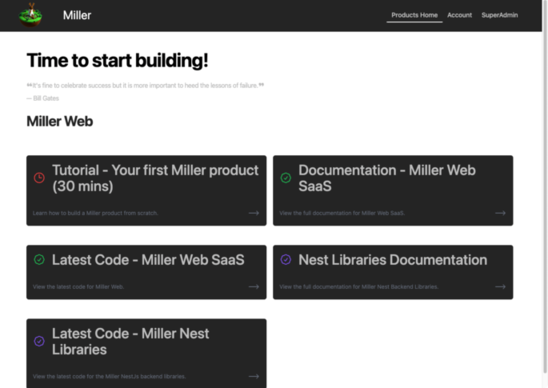 Miller
Products Home
Account
SuperAdmin
Time to start building!
❝It's fine to celebrate success but it is more important to heed the lessons of failure.❞
— Bill Gates
Miller Web
Tutorial - Your first Miller product
(30 mins)
Learn how to build a Miller product from scratch.
Documentation - Miller Web
SaaS
View the full documentation for Miller Web SaaS.
Latest Code - Miller Web SaaS
View the latest code for Miller Web.
Nest Libraries Documentation
View the full documentation for Miller Nest Backend Libraries.
Latest Code - Miller Nest
Libraries
View the latest code for the Miller Nest.js backend libraries.